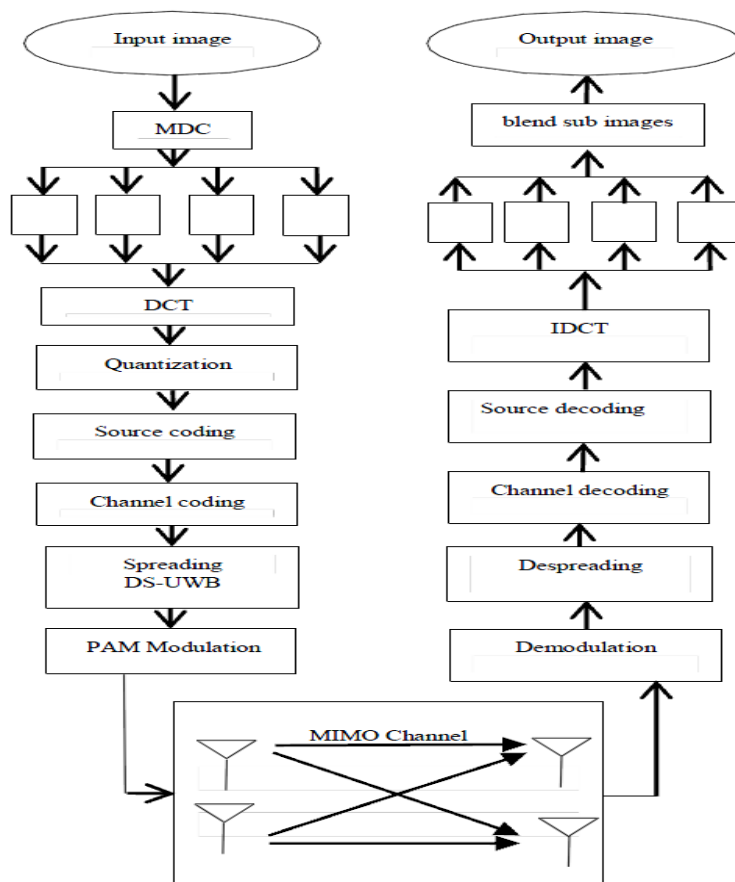 Input image
MDC
DCT
Quantization
Source coding
Channel coding
Spreading
DS-UWB
PAM Modulation
MIMO Channel
Demodulation
Despreading
Channel decoding
Source decoding
IDCT
blend sub images
Output image